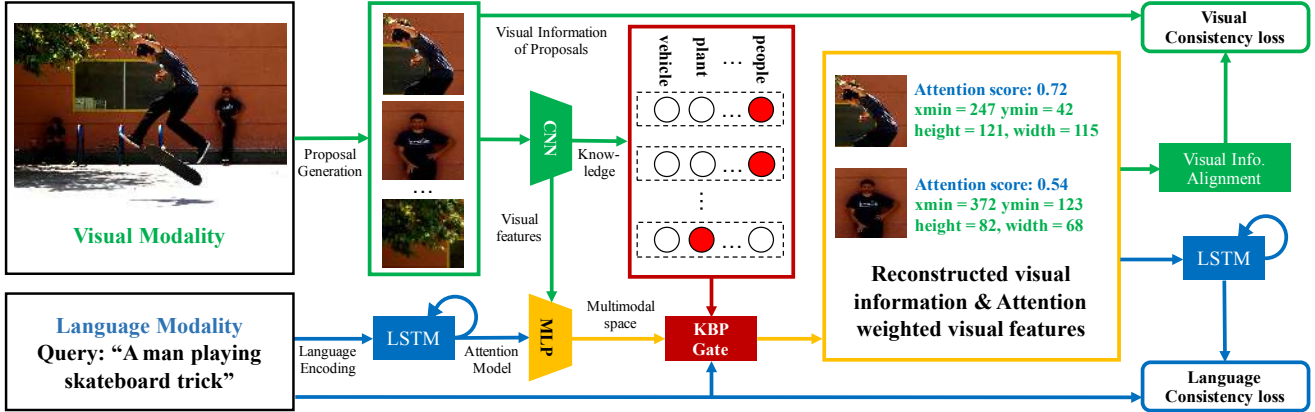 Visual Modality
Proposal
Generation
...
Visual Information
of Proposals
CNN
Know-
ledge
Visual
features
vehicle
plant
...
people
...
...
...
...
Attention score: 0.72
xmin = 247 ymin = 42
height = 121, width = 115
Attention score: 0.54
xmin = 372 ymin = 123
height = 82, width = 68
Reconstructed visual
information & Attention
weighted visual features
Visual
Consistency loss
Visual Info.
Alignment
LSTM
Language Modality
Query: “A man playing
skateboard trick”
Language
Encoding
LSTM
Attention
Model
MLP
Multimodal
space
KBP
Gate
Language
Consistency loss